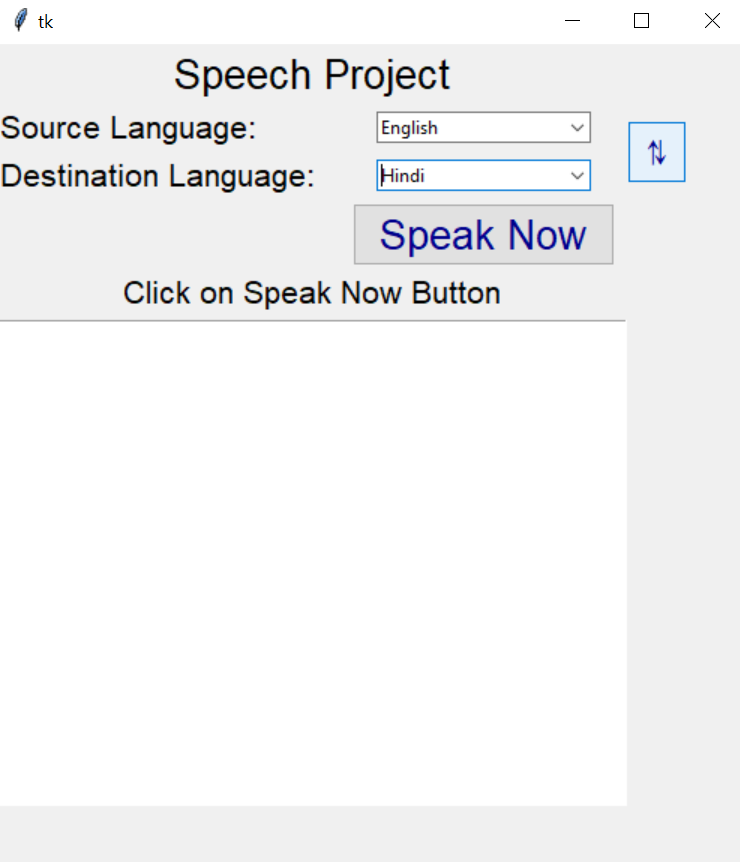 tk
Speech Project
Source Language: English
⇅
Destination Language: Hindi
Speak Now
Click on Speak Now Button